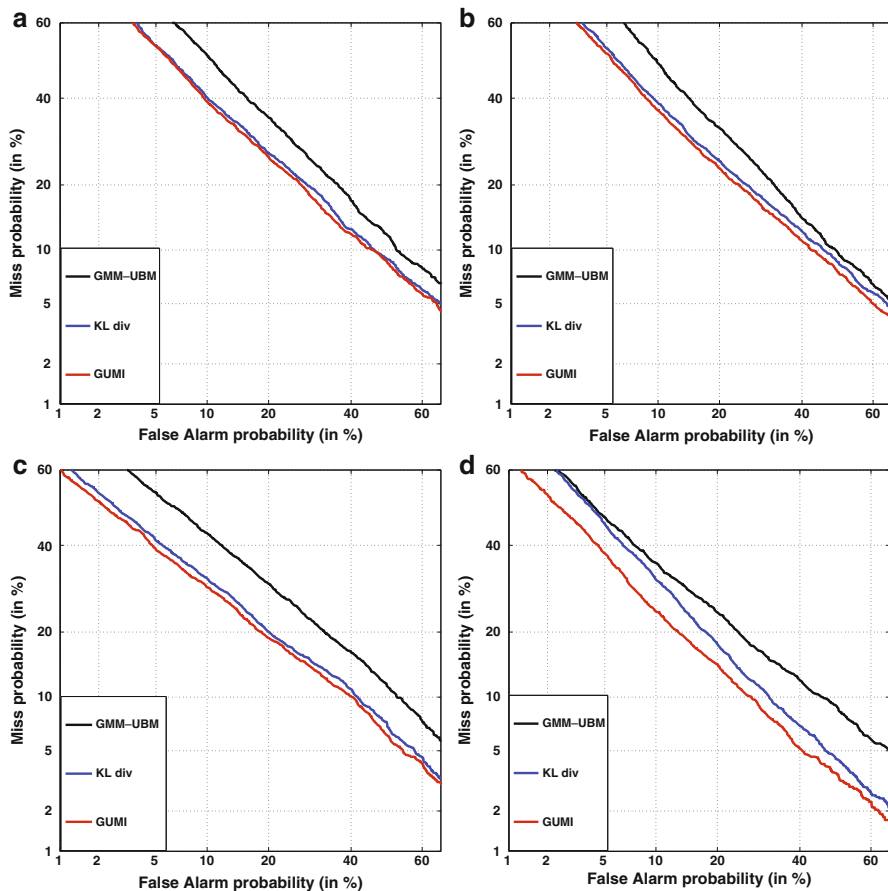 a
60
40
20
10
5
2
1
Miss probability (in %)
GMM–UBM
KL div
GUMI
1 2 5 10 20 40 60
False Alarm probability (in %)
b
60
40
20
10
5
2
1
Miss probability (in %)
GMM–UBM
KL div
GUMI
1 2 5 10 20 40 60
False Alarm probability (in %)
c
60
40
20
10
5
2
1
Miss probability (in %)
GMM–UBM
KL div
GUMI
1 2 5 10 20 40 60
False Alarm probability (in %)
d
60
40
20
10
5
2
1
Miss probability (in %)
GMM–UBM
KL div
GUMI
1 2 5 10 20 40 60
False Alarm probability (in %)